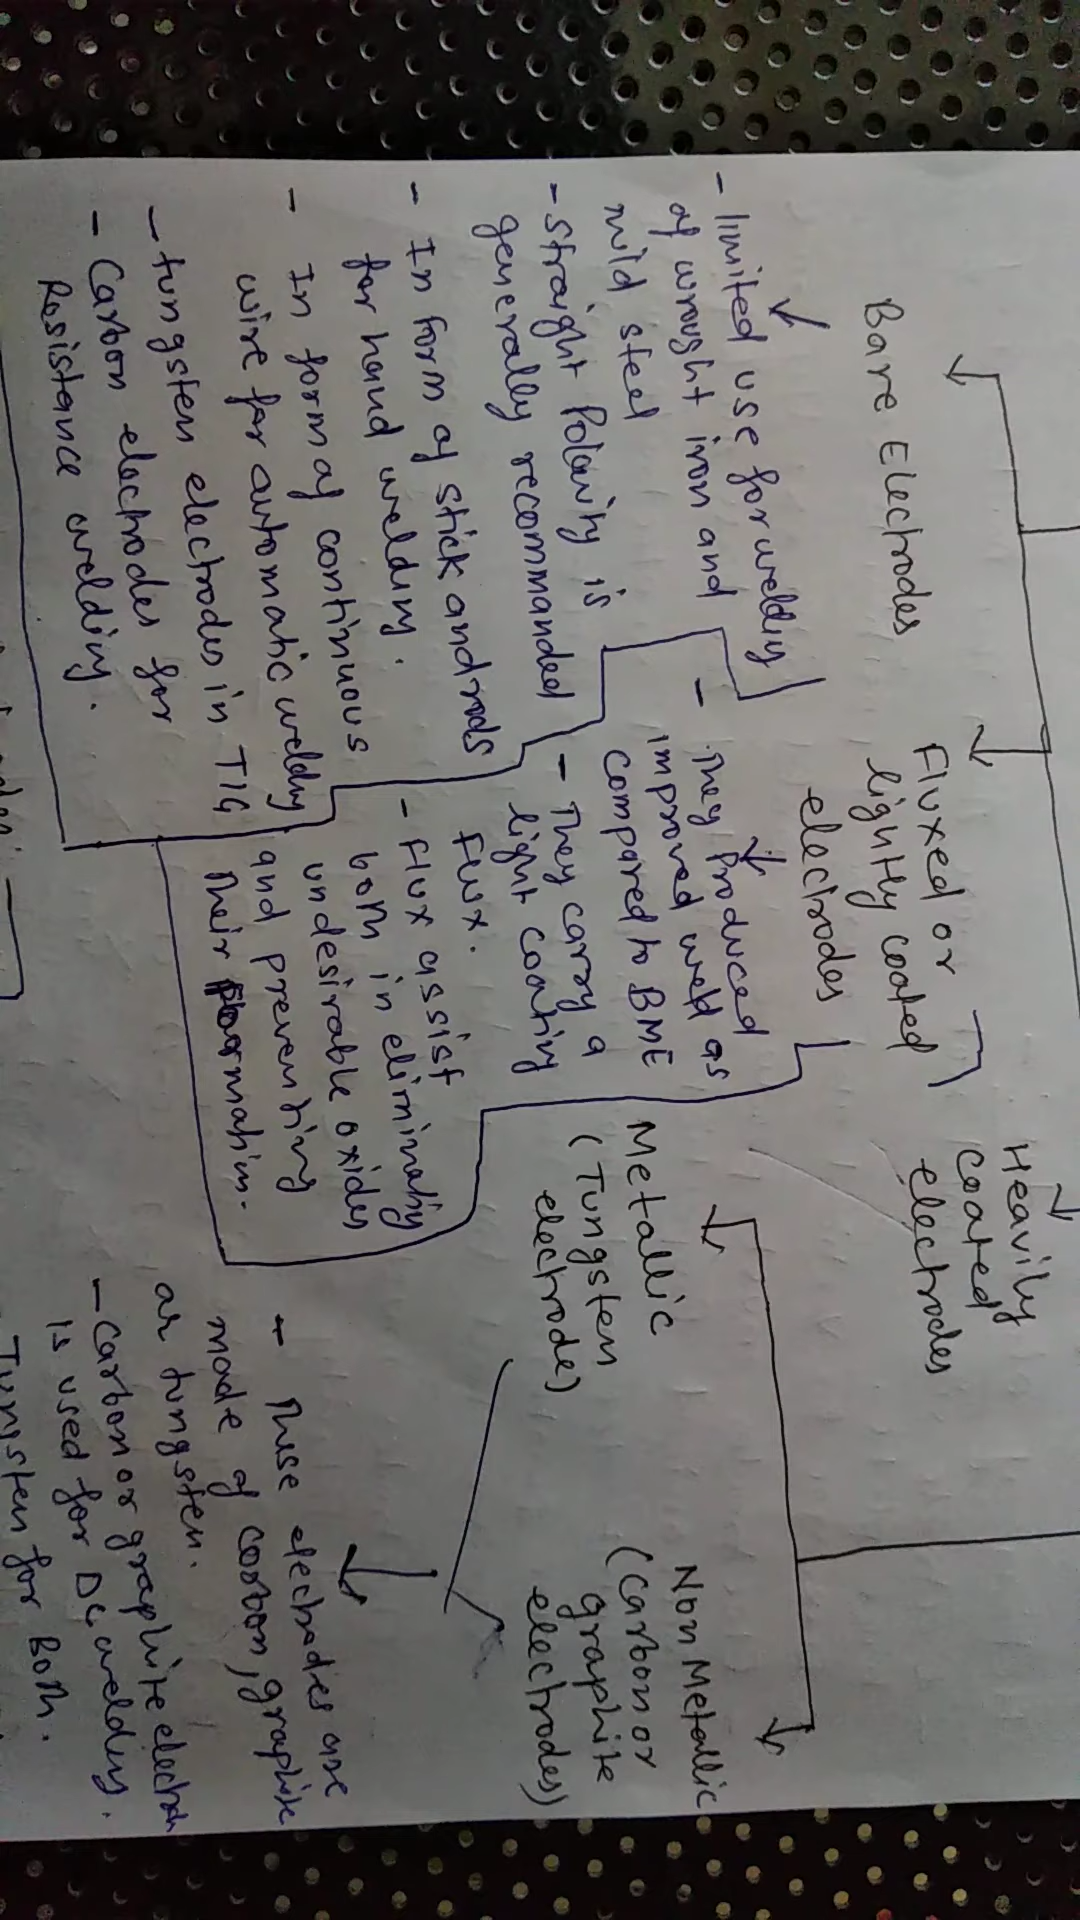 Bare Electrodes
- limited use for welding
of wrought iron and
mild steel
- straight Polarity is
generally recommanded
- In form of stick and rods
for hand welding.
- In form of continuous
wire for automatic welding
- tungsten electrodes in TIG
- Carbon electrodes for
Resistance welding.
Fluxed or
lightly coated
electrodes
- They Produced
improved weld as
compared to BME
- They carry a
light coating
flux.
- Flux assist
both in eliminating
undesirable oxides
and preventing
Their formation.
Heavily
coated
electrodes
Metallic
(Tungsten
electrode)
Non Metallic
(Carbon or
graphite
electrodes)
- These electrodes are
made of carbon, graphite
or tungsten.
- Carbon or graphite
is used for DC welding.
for Both.